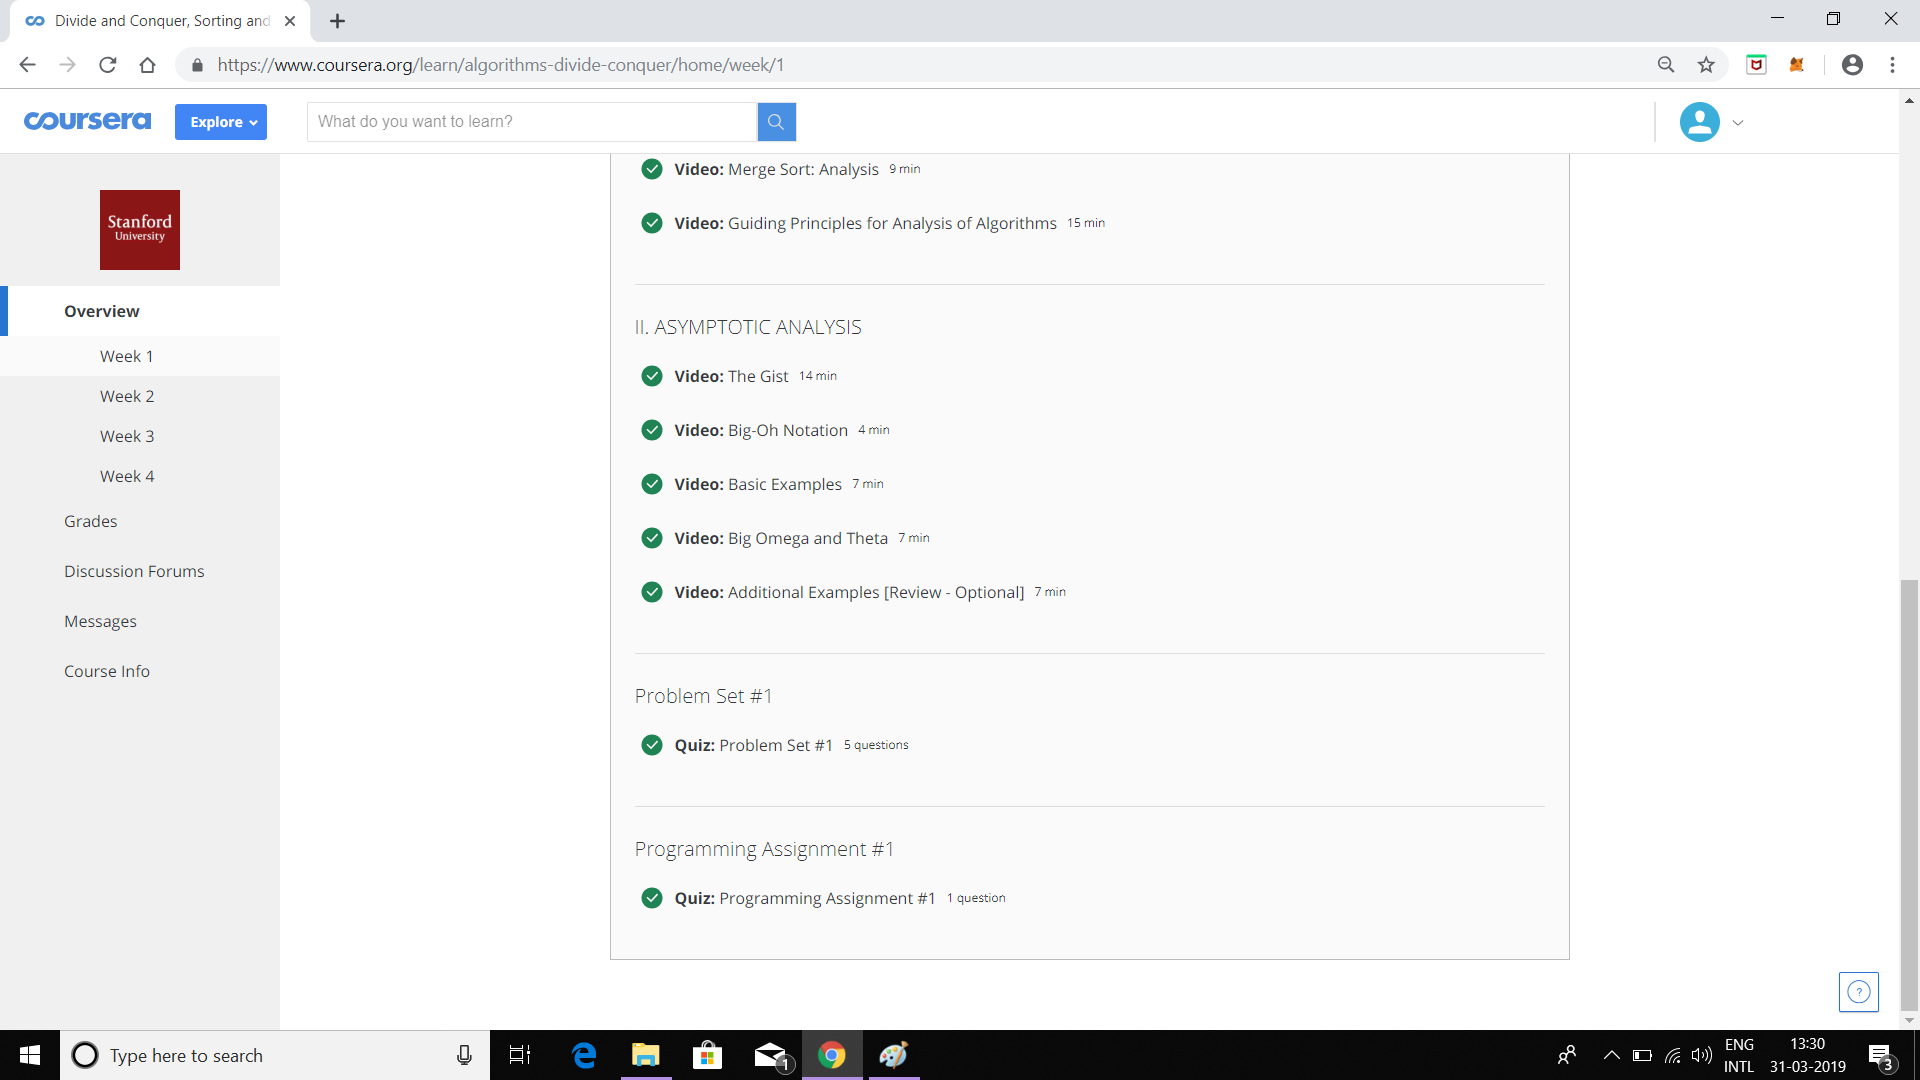 Divide and Conquer, Sorting and
https://www.coursera.org/learn/algorithms-divide-conquer/home/week/1
coursera
Explore
What do you want to learn?
Stanford
University
Overview
Week 1
Week 2
Week 3
Week 4
Grades
Discussion Forums
Messages
Course Info
Video: Merge Sort: Analysis 9 min
Video: Guiding Principles for Analysis of Algorithms 15 min
II. ASYMPTOTIC ANALYSIS
Video: The Gist 14 min
Video: Big-Oh Notation 4 min
Video: Basic Examples 7 min
Video: Big Omega and Theta 7 min
Video: Additional Examples [Review - Optional] 7 min
Problem Set #1
Quiz: Problem Set #1 5 questions
Programming Assignment #1
Quiz: Programming Assignment #1 1 question
?
Type here to search
1
ENG
INTL
13:30
31-03-2019
3